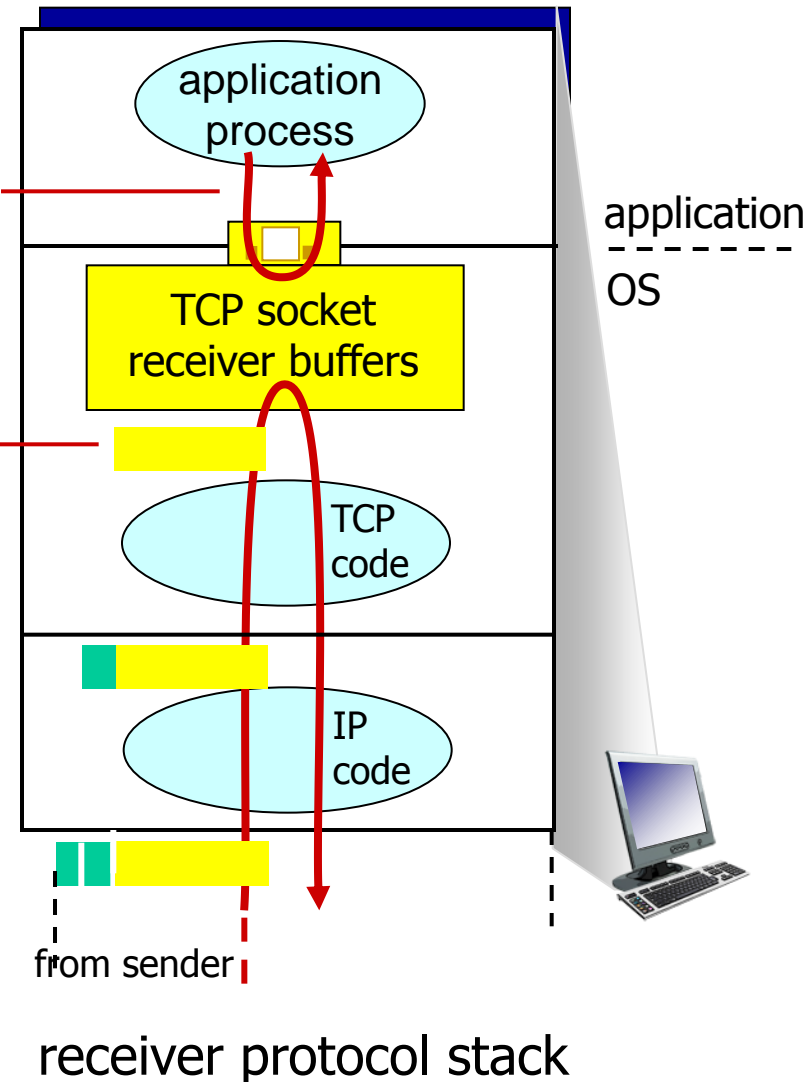 application
process
application
OS
TCP socket
receiver buffers
TCP
code
IP
code
from sender
receiver protocol stack